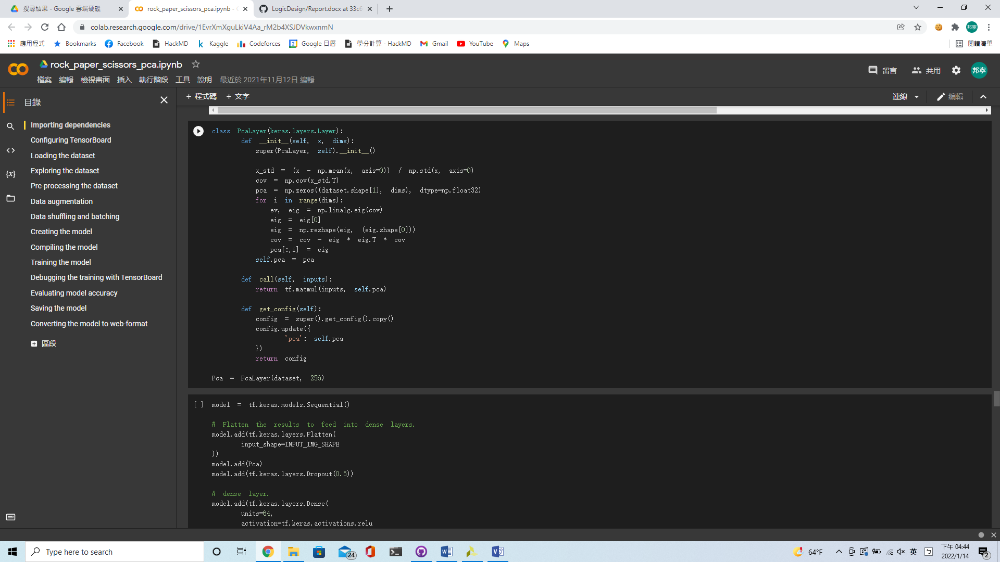 搜尋結果 - Google 雲端硬碟
rock_paper_scissors_pca.ipynb - C
LogicDesign/Report.docx at 33c6
colab.research.google.com/drive/1EvrXmXguLkiV4Aa_rM2b4XSJDVkwxnmN
邦寧
應用程式
Bookmarks
Facebook
HackMD
Kaggle
Codeforces
Google 日曆
學分計算 - HackMD
Gmail
YouTube
Maps
閱讀清單
rock_paper_scissors_pca.ipynb
檔案 編輯 檢視畫面 插入 執行階段 工具 說明 最近於 2021年11月12日 編輯
留言
共用
邦寧
目錄
Importing dependencies
Configuring TensorBoard
Loading the dataset
Exploring the dataset
Pre-processing the dataset
Data augmentation
Data shuffling and batching
Creating the model
Compiling the model
Training the model
Debugging the training with TensorBoard
Evaluating model accuracy
Saving the model
Converting the model to web-format
區段
+ 程式碼 + 文字
連線
編輯
class PcaLayer(keras.layers.Layer):
def __init__(self, x, dims):
super(PcaLayer, self).__init__()
x_std = (x - np.mean(x, axis=0)) / np.std(x, axis=0)
cov = np.cov(x_std.T)
pca = np.zeros((dataset.shape[1], dims), dtype=np.float32)
for i in range(dims):
ev, eig = np.linalg.eig(cov)
eig = eig[0]
eig = np.reshape(eig, (eig.shape[0]))
cov = cov - eig * eig.T * cov
pca[:,i] = eig
self.pca = pca
def call(self, inputs):
return tf.matmul(inputs, self.pca)
def get_config(self):
config = super().get_config().copy()
config.update({
'pca': self.pca
})
return config
Pca = PcaLayer(dataset, 256)
[ ] model = tf.keras.models.Sequential()
# Flatten the results to feed into dense layers.
model.add(tf.keras.layers.Flatten(
input_shape=INPUT_IMG_SHAPE
))
model.add(Pca)
model.add(tf.keras.layers.Dropout(0.5))
# dense layer.
model.add(tf.keras.layers.Dense(
units=64,
activation=tf.keras.activations.relu
Type here to search
24
64°F
英
下午 04:44
2022/1/14
2